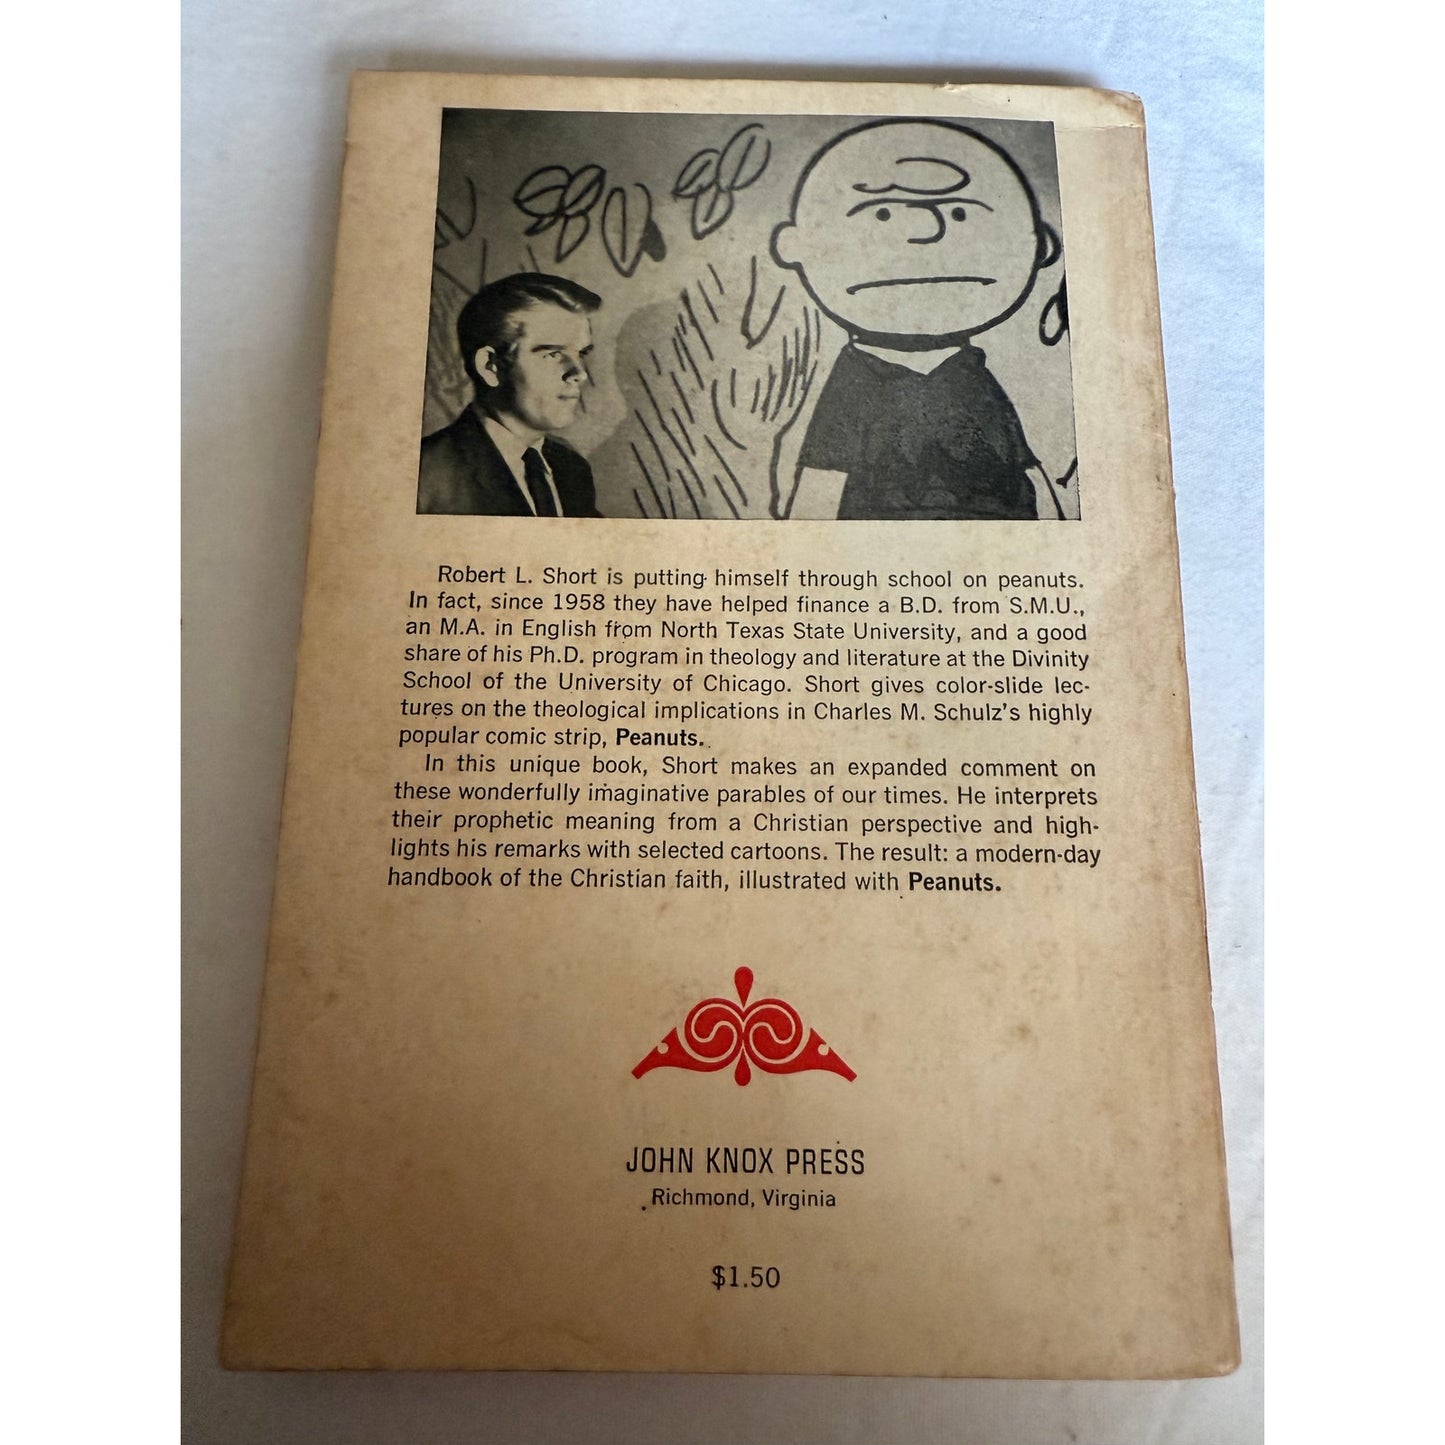 Robert L. Short is putting himself through school on peanuts.
In fact, since 1958 they have helped finance a B.D. from S.M.U.,
an M.A. in English from North Texas State University, and a good
share of his Ph.D. program in theology and literature at the Divinity
School of the University of Chicago. Short gives color-slide lec-
tures on the theological implications in Charles M. Schulz's highly
popular comic strip, Peanuts.
In this unique book, Short makes an expanded comment on
these wonderfully imaginative parables of our times. He interprets
their prophetic meaning from a Christian perspective and high-
lights his remarks with selected cartoons. The result: a modern-day
handbook of the Christian faith, illustrated with Peanuts.
JOHN KNOX PRESS
Richmond, Virginia
$1.50